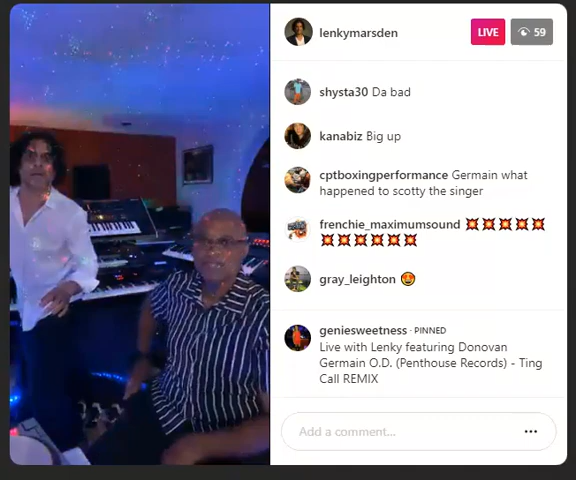 lenkymarsden
LIVE 59
shysta30 Da bad
kanabiz Big up
cptboxingperformance Germain what
happened to scotty the singer
frenchie_maximumsound 💥💥💥💥💥
💥💥💥💥💥💥
gray_leighton 😍
geniesweetness · PINNED
Live with Lenky featuring Donovan
Germain O.D. (Penthouse Records) - Ting
Call REMIX
Add a comment...